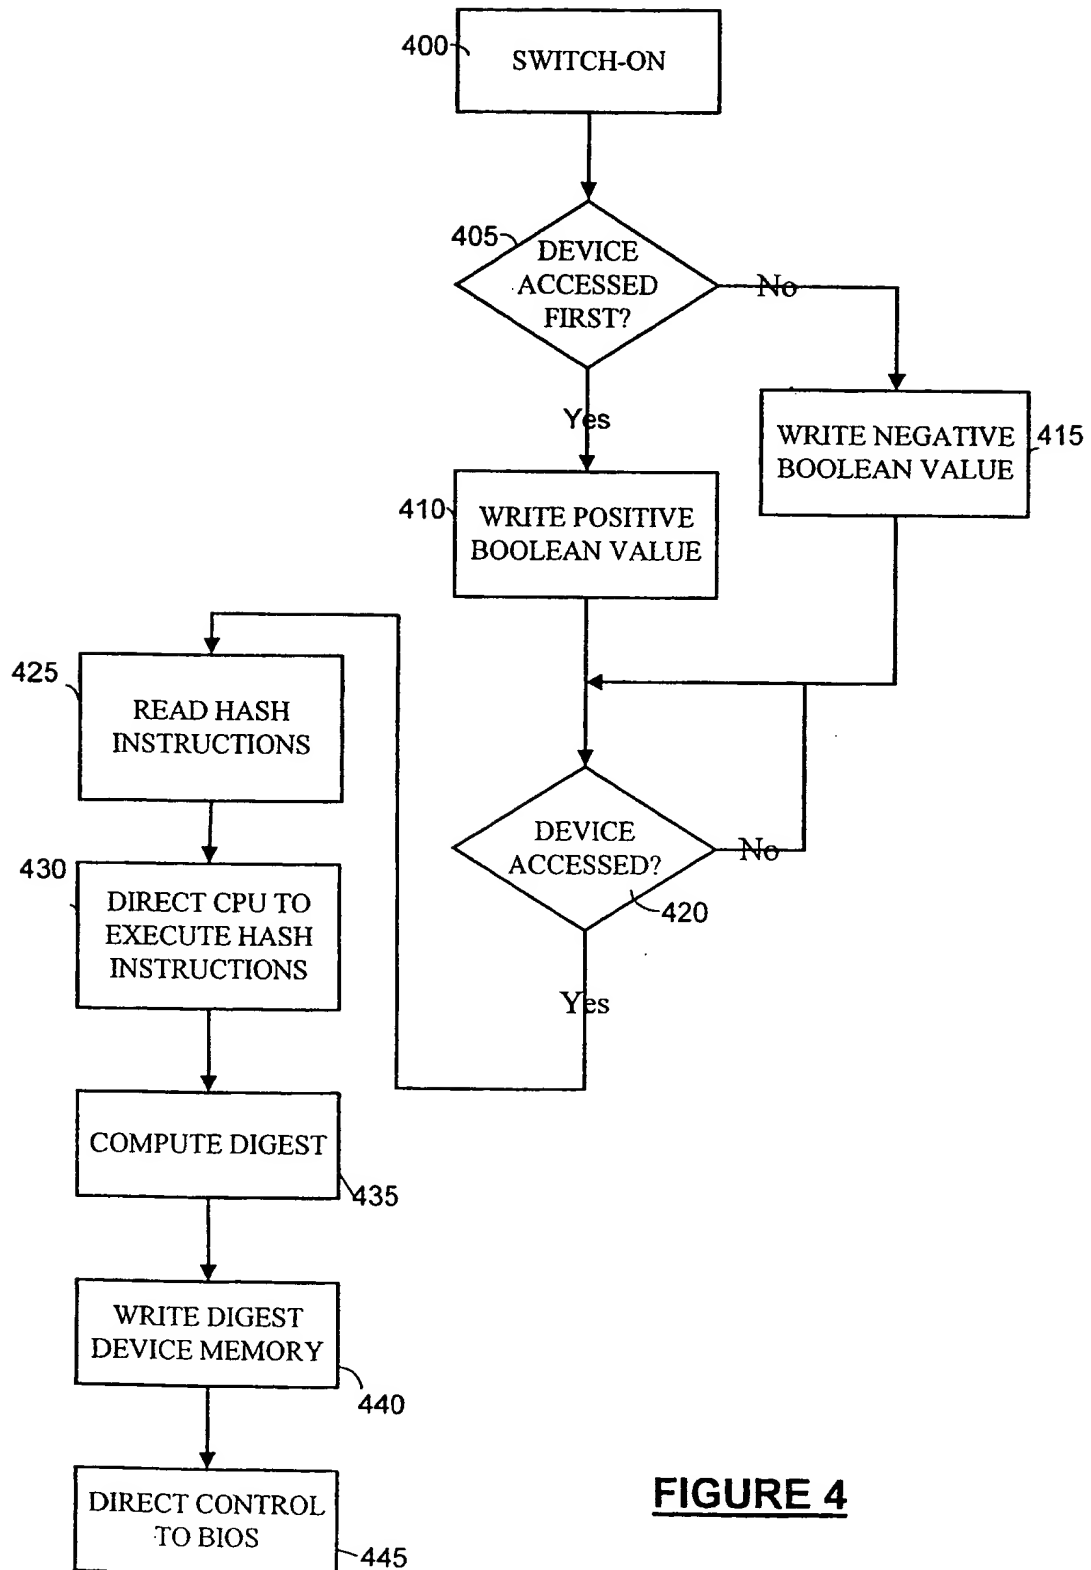 400
SWITCH-ON
405
DEVICE
ACCESSED
FIRST?
No
Yes
WRITE NEGATIVE
BOOLEAN VALUE
415
410
WRITE POSITIVE
BOOLEAN VALUE
425
READ HASH
INSTRUCTIONS
DEVICE
ACCESSED?
No
420
Yes
430
DIRECT CPU TO
EXECUTE HASH
INSTRUCTIONS
COMPUTE DIGEST
435
WRITE DIGEST
DEVICE MEMORY
440
DIRECT CONTROL
TO BIOS
445
FIGURE 4